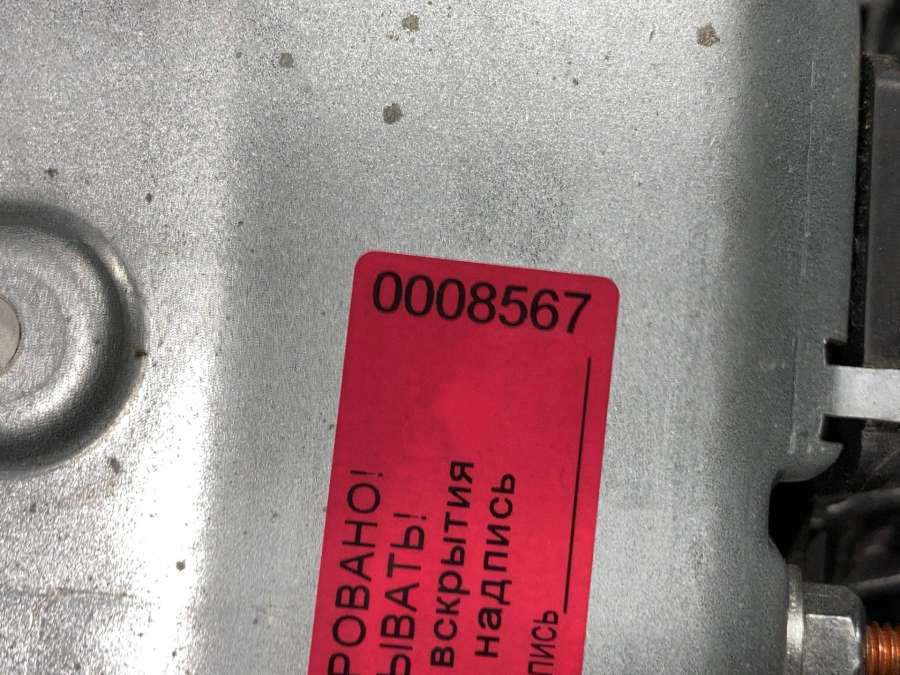 0008567
РОВАНО!
ЫВАТЬ!
вскрытия
надпись
ПИСЬ